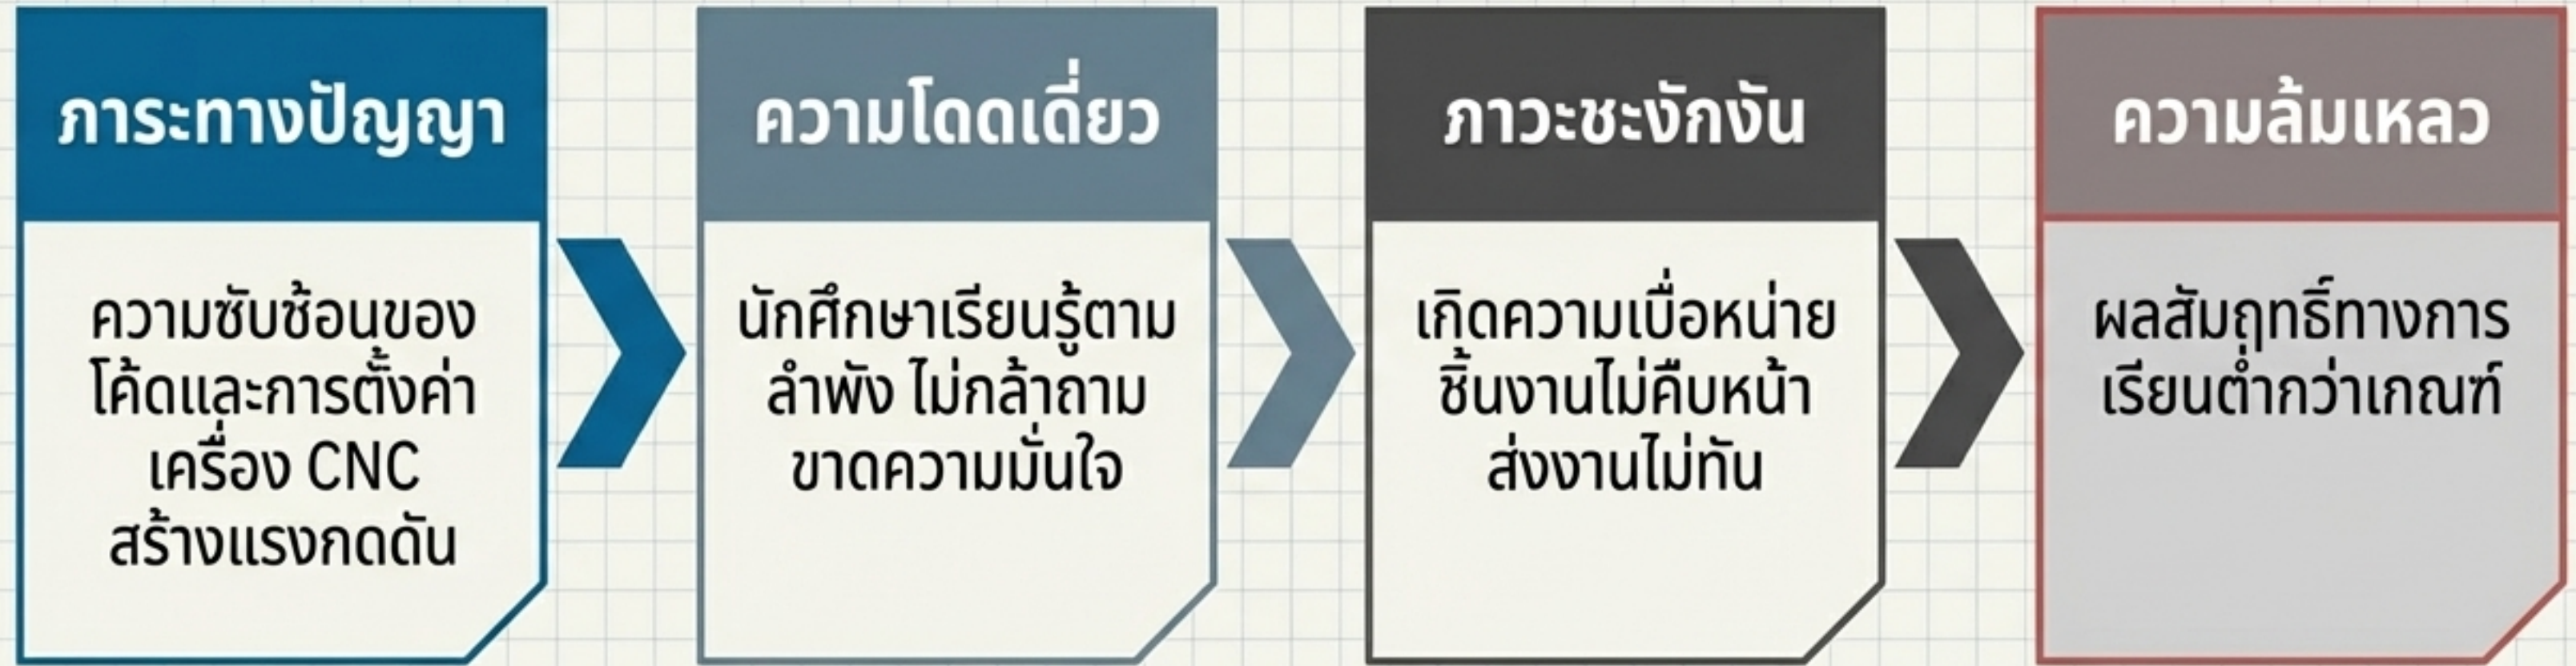 ภาระทางปัญญา
ความซับซ้อนของ
โค้ดและการตั้งค่า
เครื่อง CNC
สร้างแรงกดดัน
ความโดดเดี่ยว
นักศึกษาเรียนรู้ตาม
ลำพัง ไม่กล้าถาม
ขาดความมั่นใจ
ภาวะชะงักงัน
เกิดความเบื่อหน่าย
ชิ้นงานไม่คืบหน้า
ส่งงานไม่ทัน
ความล้มเหลว
ผลสัมฤทธิ์ทางการ
เรียนต่ำกว่าเกณฑ์